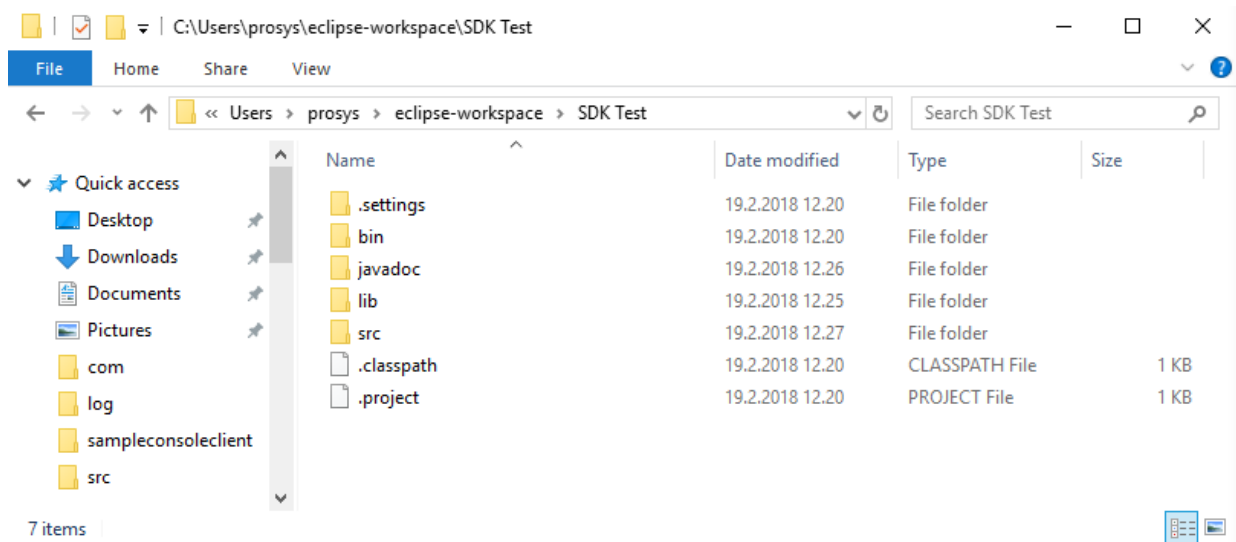 C:\Users\prosys\eclipse-workspace\SDK Test
File Home Share View
« Users > prosys > eclipse-workspace > SDK Test Search SDK Test
Name Date modified Type Size
Quick access
Desktop
Downloads
Documents
Pictures
com
log
sampleconsoleclient
src
.settings 19.2.2018 12.20 File folder
bin 19.2.2018 12.20 File folder
javadoc 19.2.2018 12.26 File folder
lib 19.2.2018 12.25 File folder
src 19.2.2018 12.27 File folder
.classpath 19.2.2018 12.20 CLASSPATH File 1 KB
.project 19.2.2018 12.20 PROJECT File 1 KB
7 items